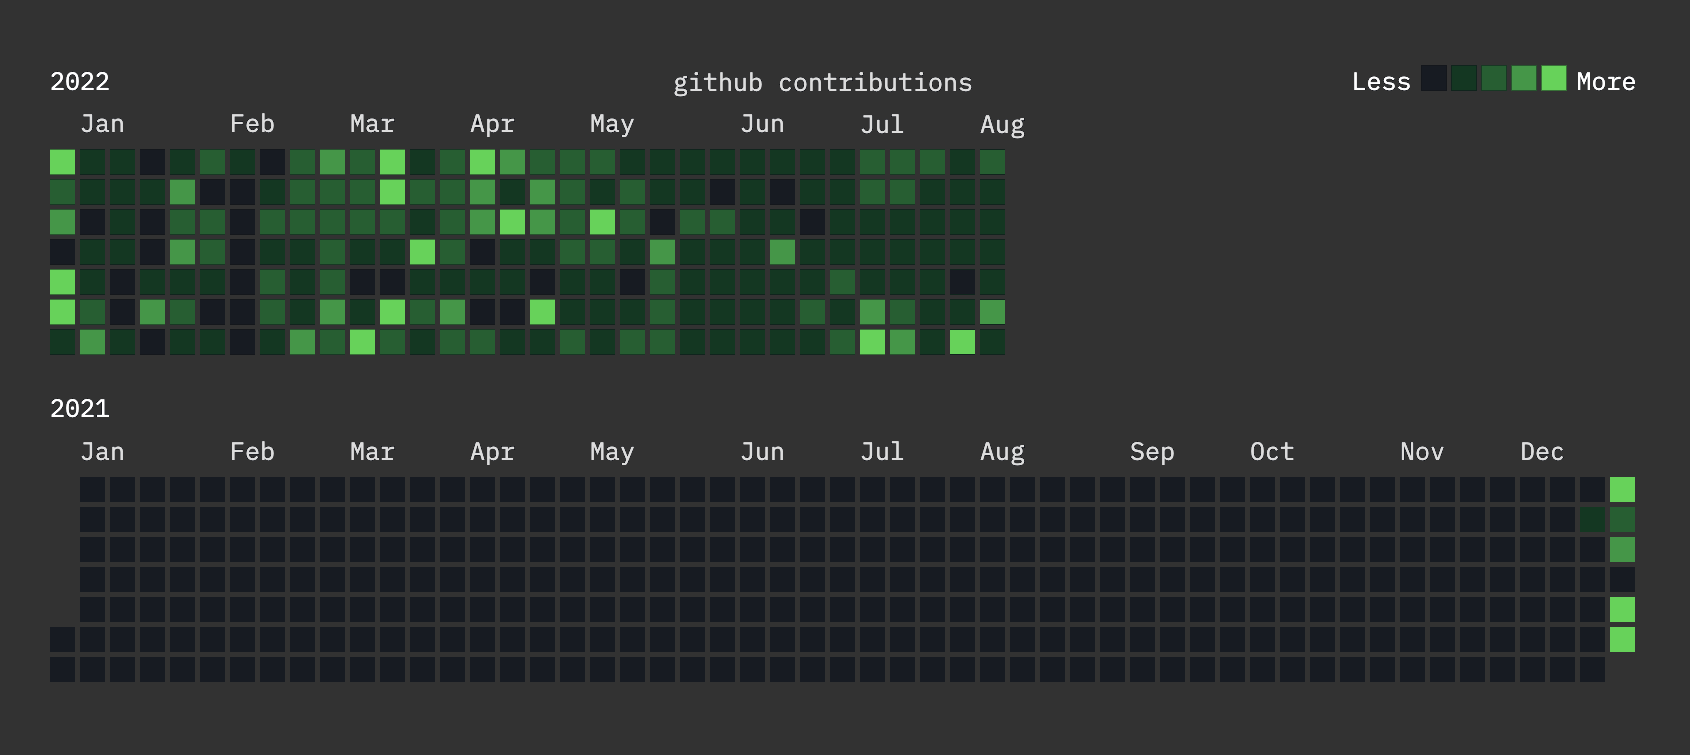 2022
github contributions
Less More
Jan Feb Mar Apr May Jun Jul Aug
2021
Jan Feb Mar Apr May Jun Jul Aug Sep Oct Nov Dec